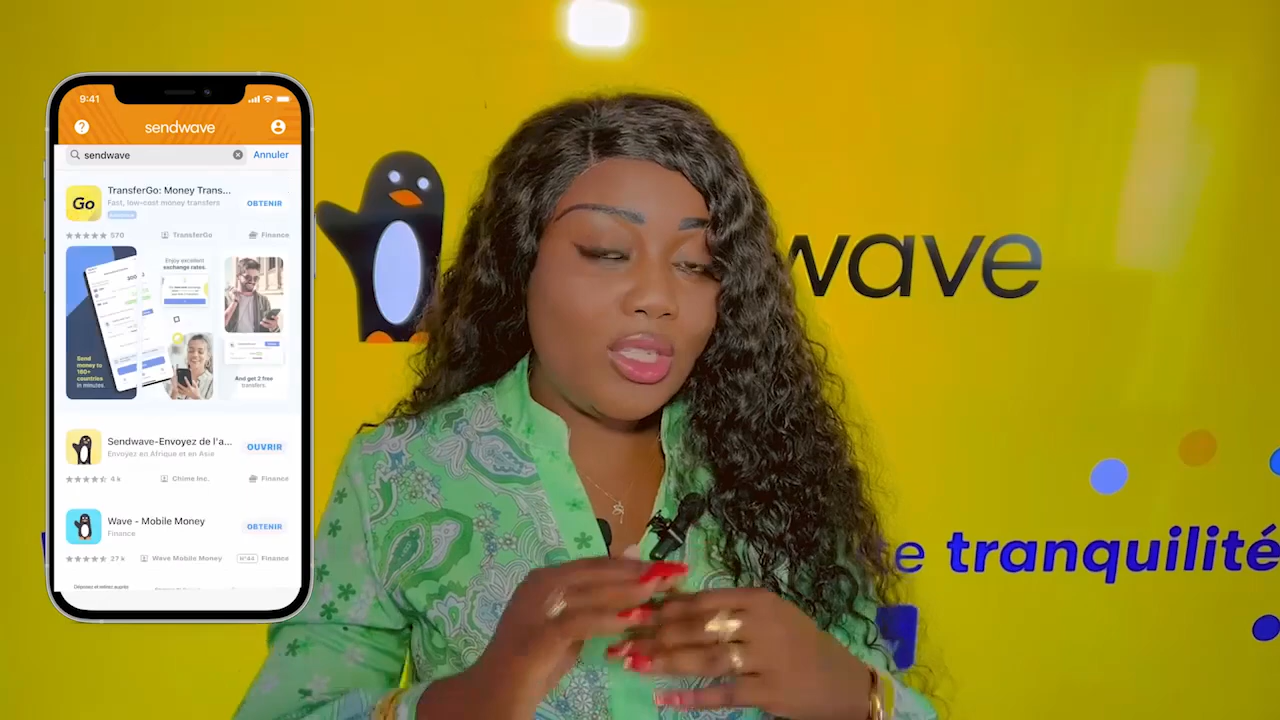 9:41
sendwave
sendwave
Annuler
Go
TransferGo: Money Trans...
Fast, low-cost money transfers
OBTENIR
570
TransferGo
Finance
Send
money to
160+
countries
in minutes.
Enjoy excellent
exchange rates.
And get 2 free
transfers.
Sendwave-Envoyez de l'a...
Envoyez en Afrique et en Asie
OUVRIR
4 k
Chime Inc.
Finance
Wave - Mobile Money
Finance
OBTENIR
27 k
Wave Mobile Money
N°44
Finance
wave
e tranquilité